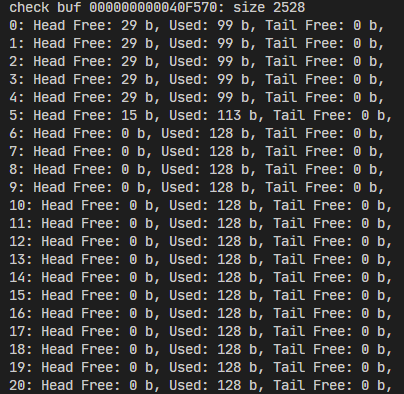 check buf 000000000040F570: size 2528
0: Head Free: 29 b, Used: 99 b, Tail Free: 0 b,
1: Head Free: 29 b, Used: 99 b, Tail Free: 0 b,
2: Head Free: 29 b, Used: 99 b, Tail Free: 0 b,
3: Head Free: 29 b, Used: 99 b, Tail Free: 0 b,
4: Head Free: 29 b, Used: 99 b, Tail Free: 0 b,
5: Head Free: 15 b, Used: 113 b, Tail Free: 0 b,
6: Head Free: 0 b, Used: 128 b, Tail Free: 0 b,
7: Head Free: 0 b, Used: 128 b, Tail Free: 0 b,
8: Head Free: 0 b, Used: 128 b, Tail Free: 0 b,
9: Head Free: 0 b, Used: 128 b, Tail Free: 0 b,
10: Head Free: 0 b, Used: 128 b, Tail Free: 0 b,
11: Head Free: 0 b, Used: 128 b, Tail Free: 0 b,
12: Head Free: 0 b, Used: 128 b, Tail Free: 0 b,
13: Head Free: 0 b, Used: 128 b, Tail Free: 0 b,
14: Head Free: 0 b, Used: 128 b, Tail Free: 0 b,
15: Head Free: 0 b, Used: 128 b, Tail Free: 0 b,
16: Head Free: 0 b, Used: 128 b, Tail Free: 0 b,
17: Head Free: 0 b, Used: 128 b, Tail Free: 0 b,
18: Head Free: 0 b, Used: 128 b, Tail Free: 0 b,
19: Head Free: 0 b, Used: 128 b, Tail Free: 0 b,
20: Head Free: 0 b, Used: 128 b, Tail Free: 0 b,